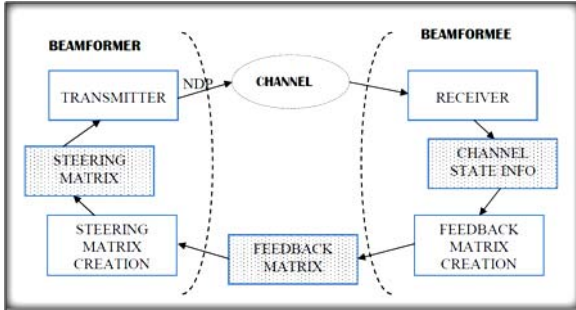 BEAMFORMER
BEAMFORMEE
NDP
CHANNEL
TRANSMITTER
RECEIVER
STEERING
MATRIX
CHANNEL
STATE INFO
STEERING
MATRIX
CREATION
FEEDBACK
MATRIX
FEEDBACK
MATRIX
CREATION